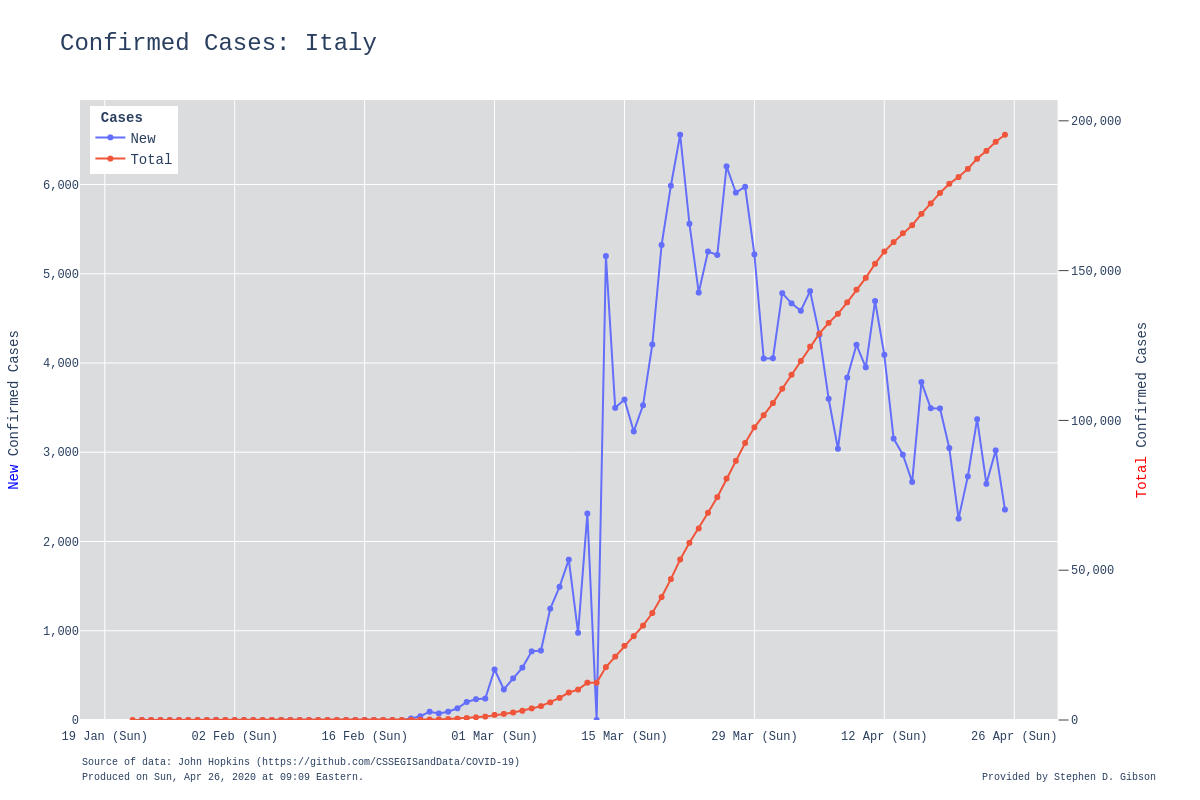 Confirmed Cases: Italy
Cases
New
Total
6,000
5,000
4,000
3,000
2,000
1,000
0
200,000
150,000
100,000
50,000
0
New Confirmed Cases
Total Confirmed Cases
19 Jan (Sun)
02 Feb (Sun)
16 Feb (Sun)
01 Mar (Sun)
15 Mar (Sun)
29 Mar (Sun)
12 Apr (Sun)
26 Apr (Sun)
Source of data: John Hopkins (https://github.com/CSSEGISandData/COVID-19)
Produced on Sun, Apr 26, 2020 at 09:09 Eastern.
Provided by Stephen D. Gibson